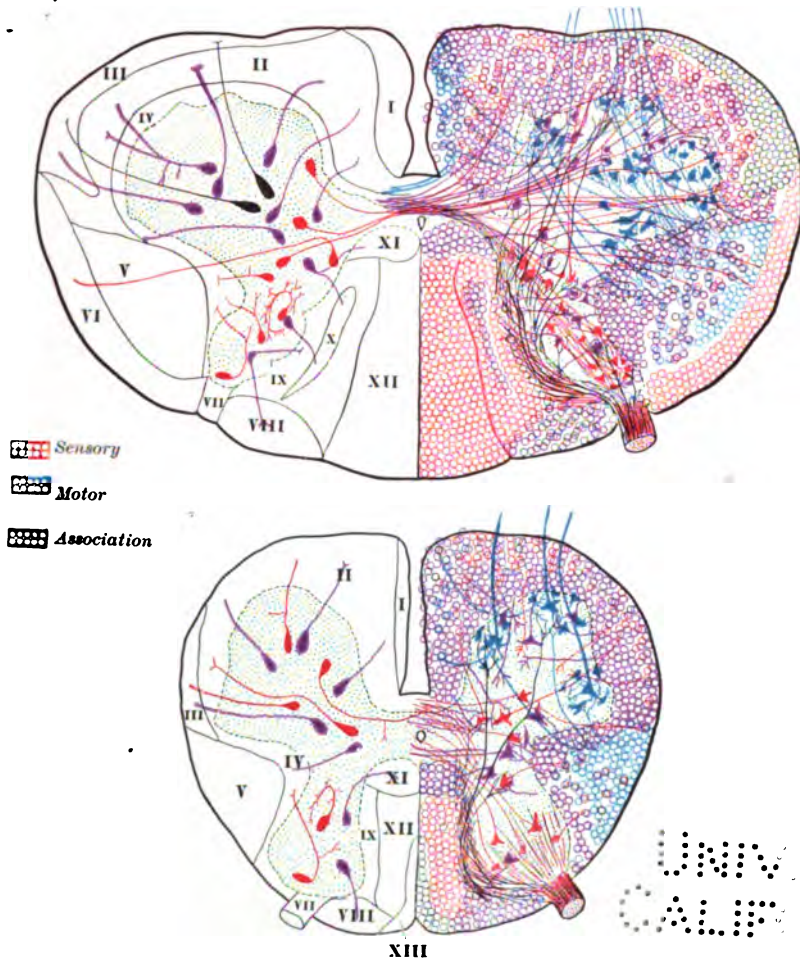 III
II
I
IV
XI
V
VI
X
IX
XII
VII
VIII
Sensory
Motor
Association
II
I
III
IV
V
XI
IX
XII
VII
VIII
XIII
UNIV
CALIF